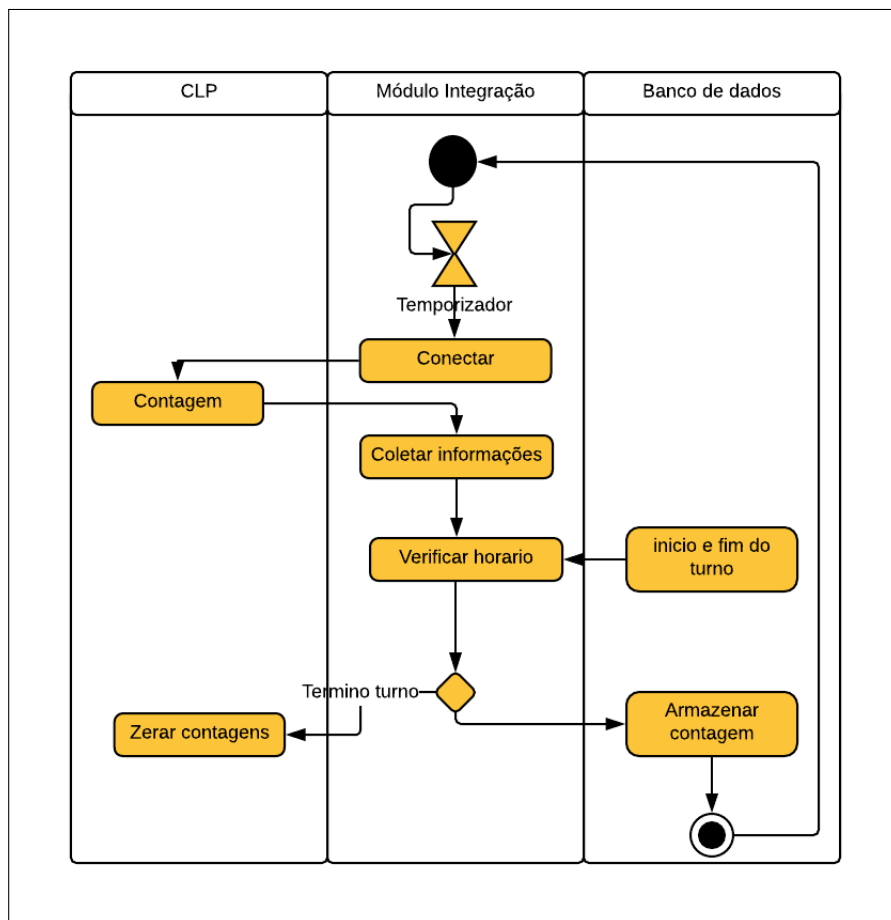 CLP
Módulo Integração
Banco de dados
Temporizador
Conectar
Contagem
Coletar informações
Verificar horario
inicio e fim do
turno
Termino turno
Zerar contagens
Armazenar
contagem